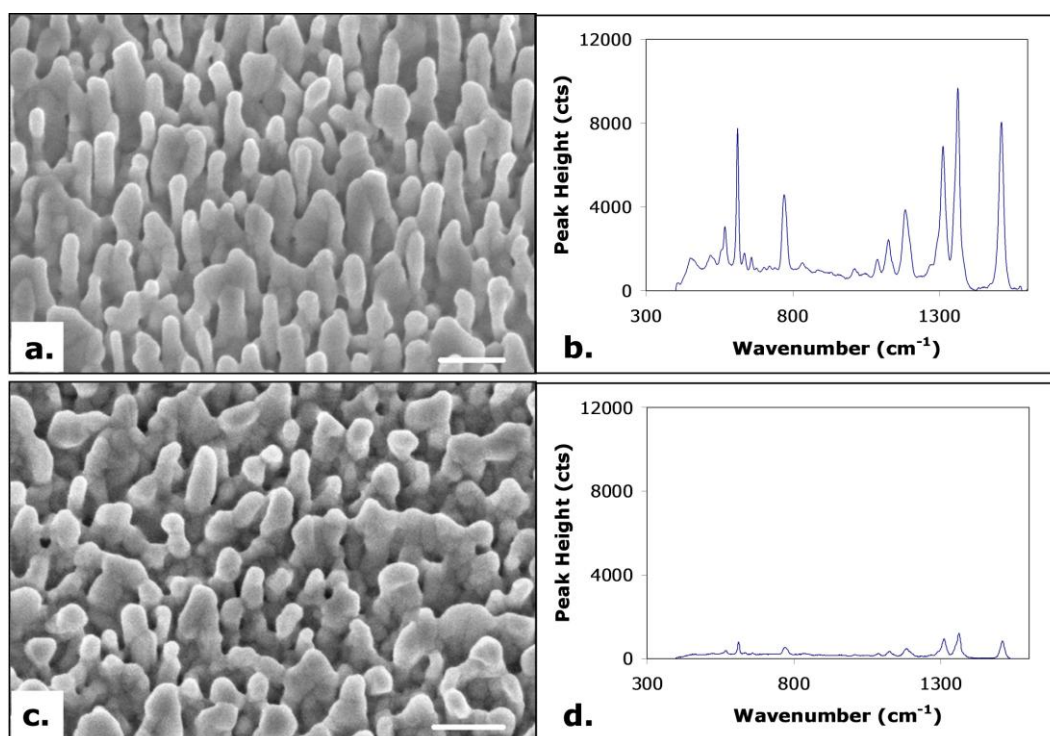 a.
12000
8000
4000
0
Peak Height (cts)
300 800 1300
Wavenumber (cm⁻¹)
b.
c.
12000
8000
4000
0
Peak Height (cts)
300 800 1300
Wavenumber (cm⁻¹)
d.